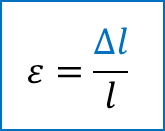 ε = Δl / l